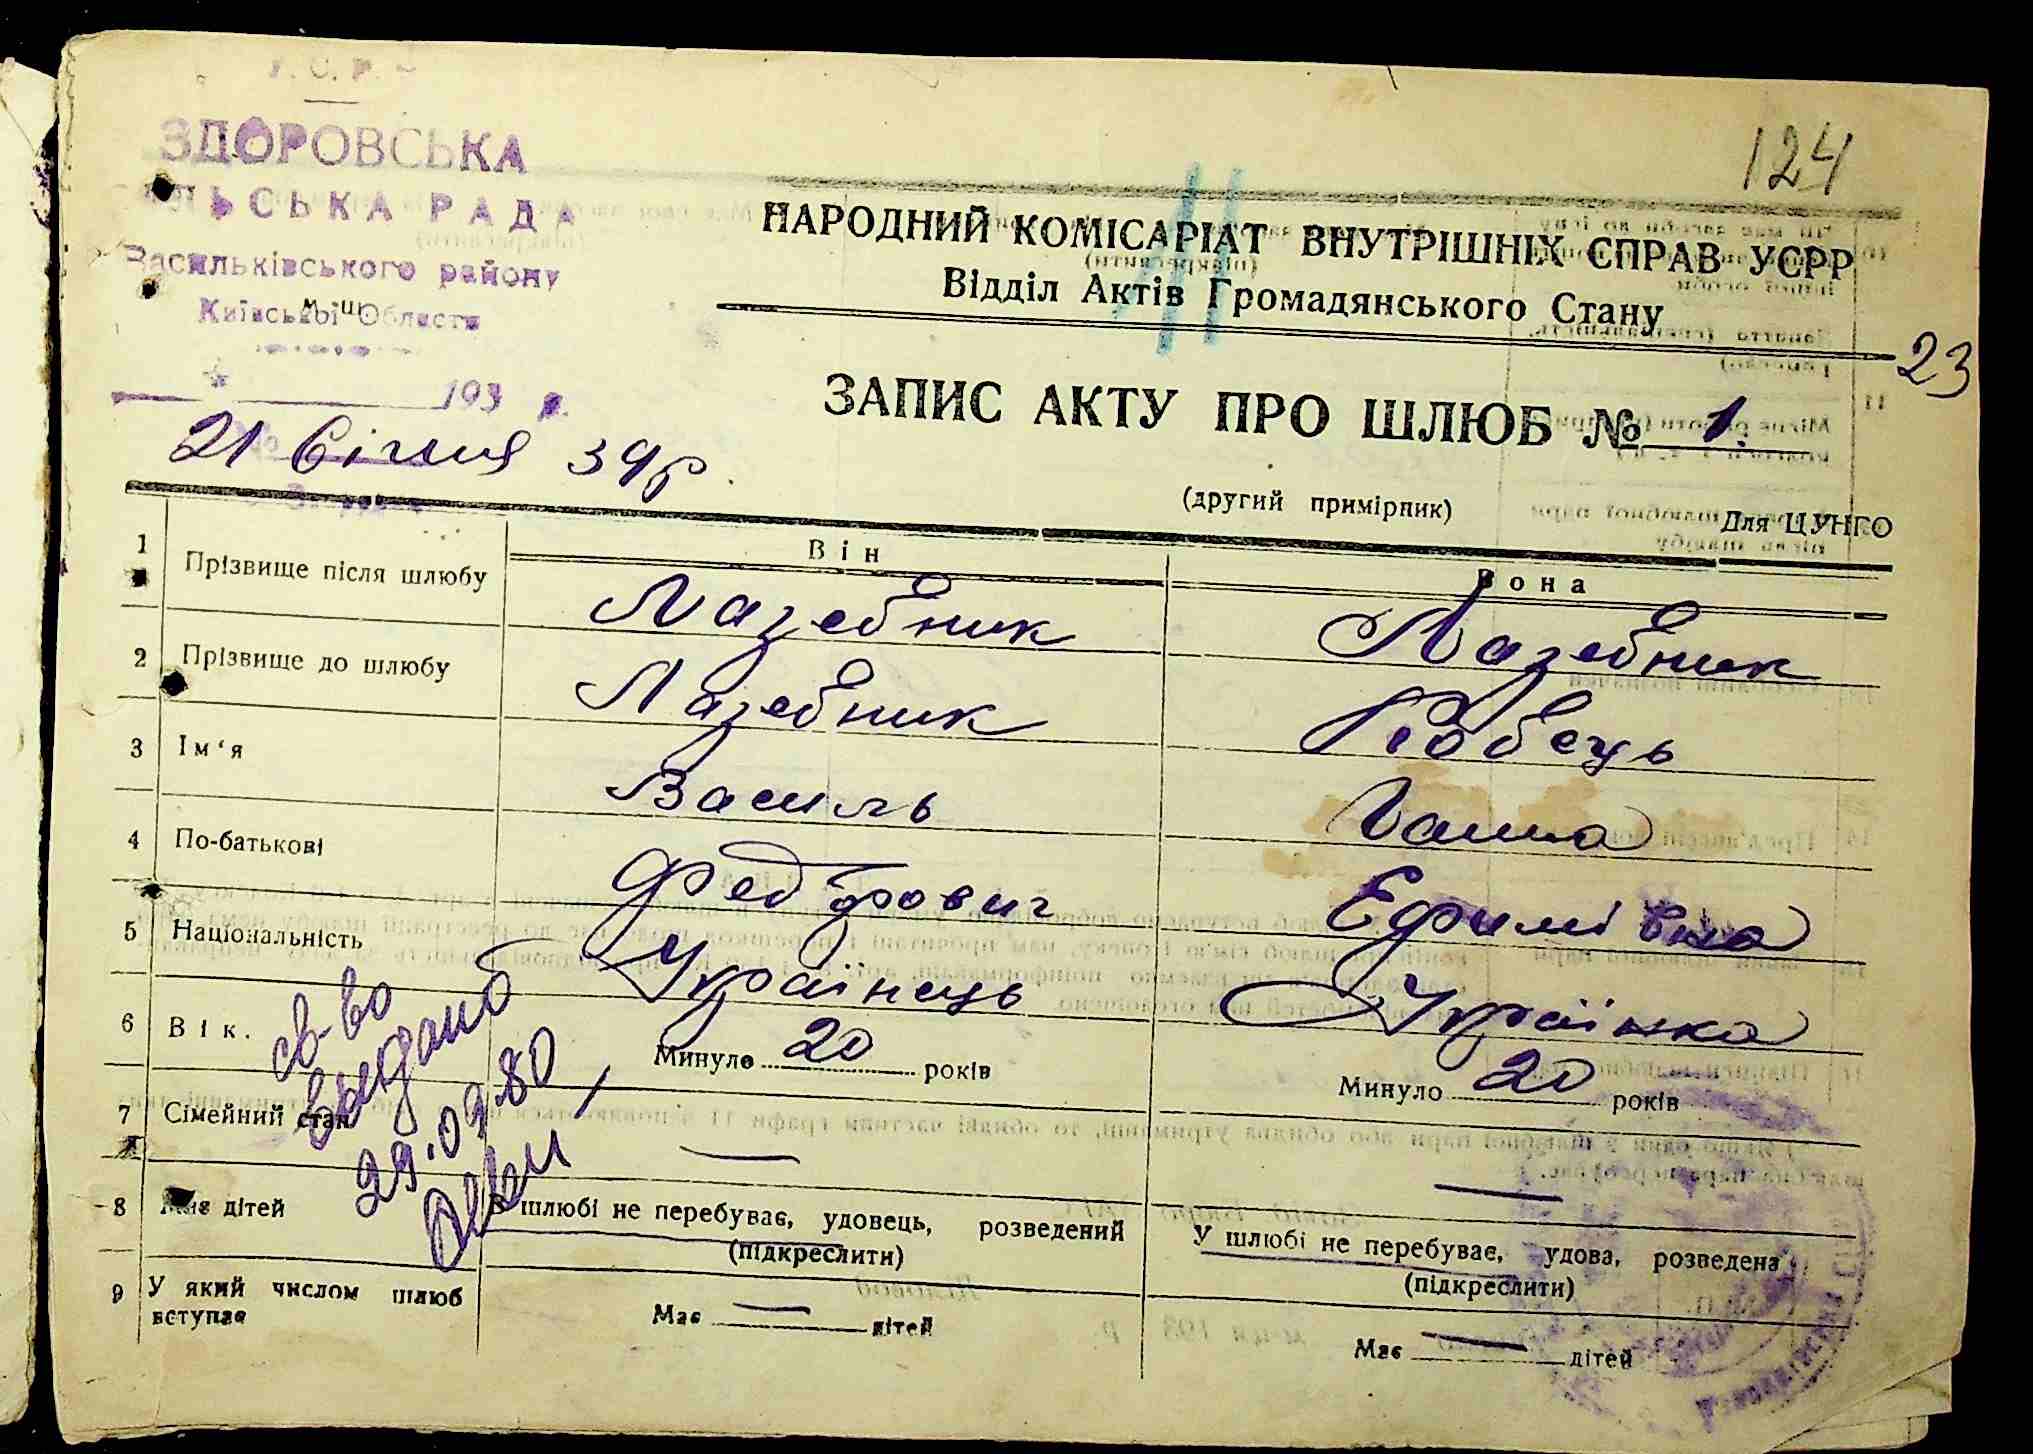 124
У. С. Р.
ЗДОРОВСЬКА
ЛЬСЬКА РАДА
Васильківського району
Київської Области
193 р.
21 Січня 34 р.
НАРОДНИЙ КОМІСАРІАТ ВНУТРІШНІХ СПРАВ УСРР
Відділ Актів Громадянського Стану
23
ЗАПИС АКТУ ПРО ШЛЮБ № 1.
(другий примірник) Для ЦУНГО
Він Вона
1 Прізвище після шлюбу Лазебник Лазебник
2 Прізвище до шлюбу Лазебник
3 Ім'я Василь Ганна
4 По-батькові Федорович Ефимівна
5 Національність Українець Українка
6 Вік. Минуло 20 років Минуло 20 років
7 Сімейний стан — —
В шлюбі не перебуває, удовець, розведений
(підкреслити)
У шлюбі не перебуває, удова, розведена
(підкреслити)
8 Має дітей Має — дітей Має — дітей
9 У який числом шлюб
вступає
св-во
выдано
29.09.80